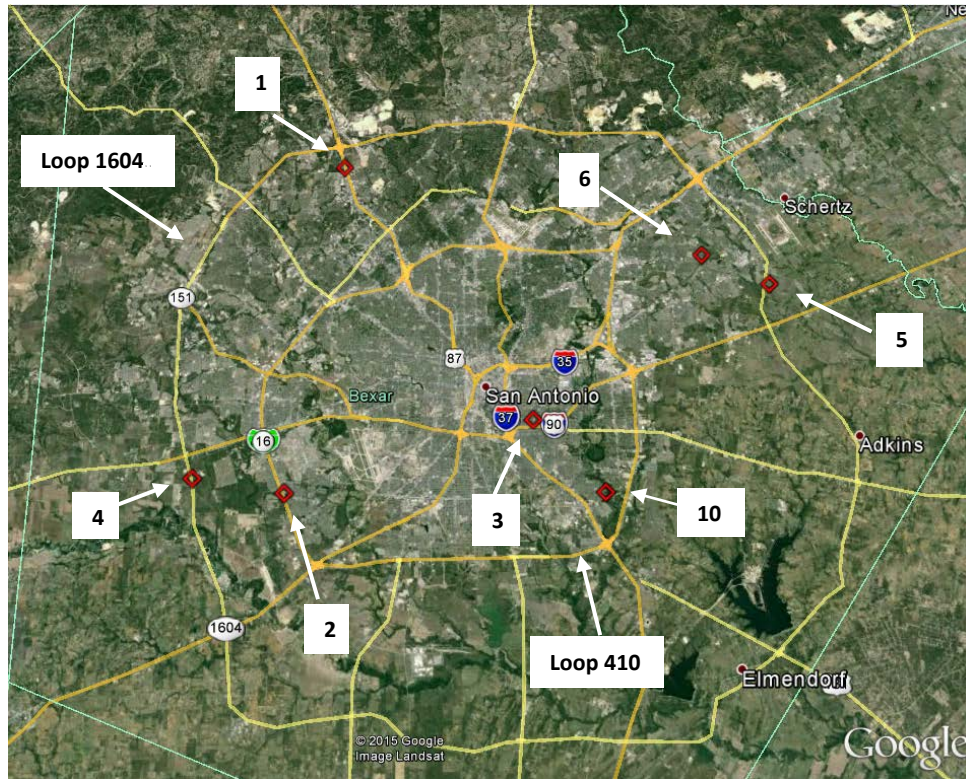 Ne
1
Loop 1604
6
Schertz
151
5
87
35
San Antonio
Bexar
37
90
16
Adkins
4
3
10
2
1604
Loop 410
Elmendorf
© 2015 Google
Image Landsat
Google